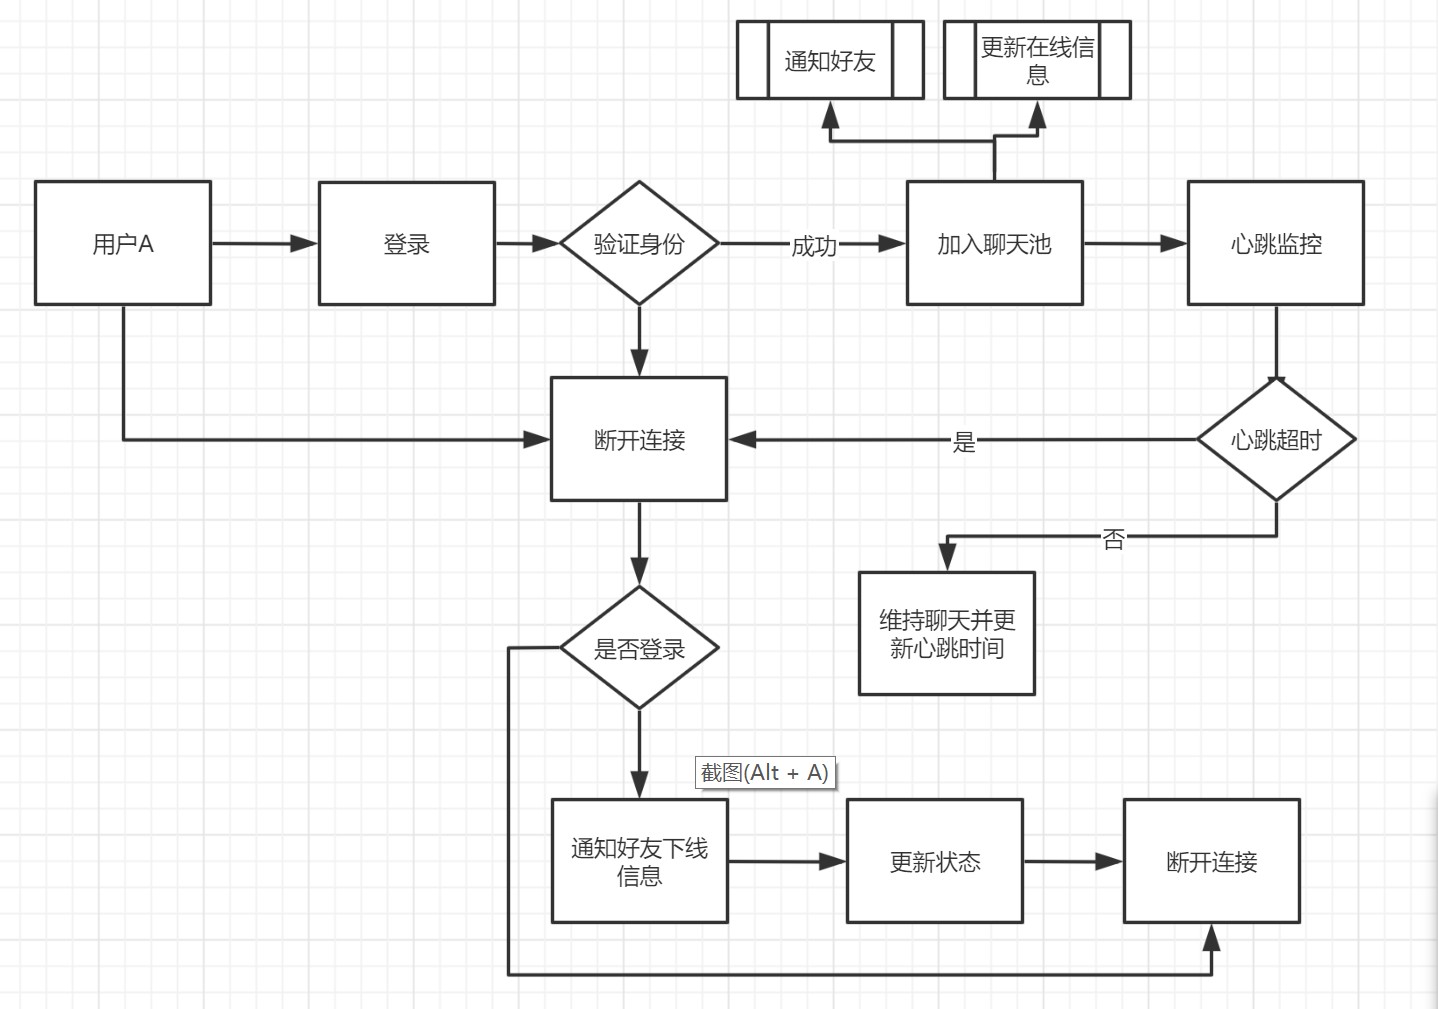 通知好友
更新在线信
息
用户A
登录
验证身份
成功
加入聊天池
心跳监控
断开连接
是
心跳超时
否
维持聊天并更
新心跳时间
是否登录
截图(Alt + A)
通知好友下线
信息
更新状态
断开连接